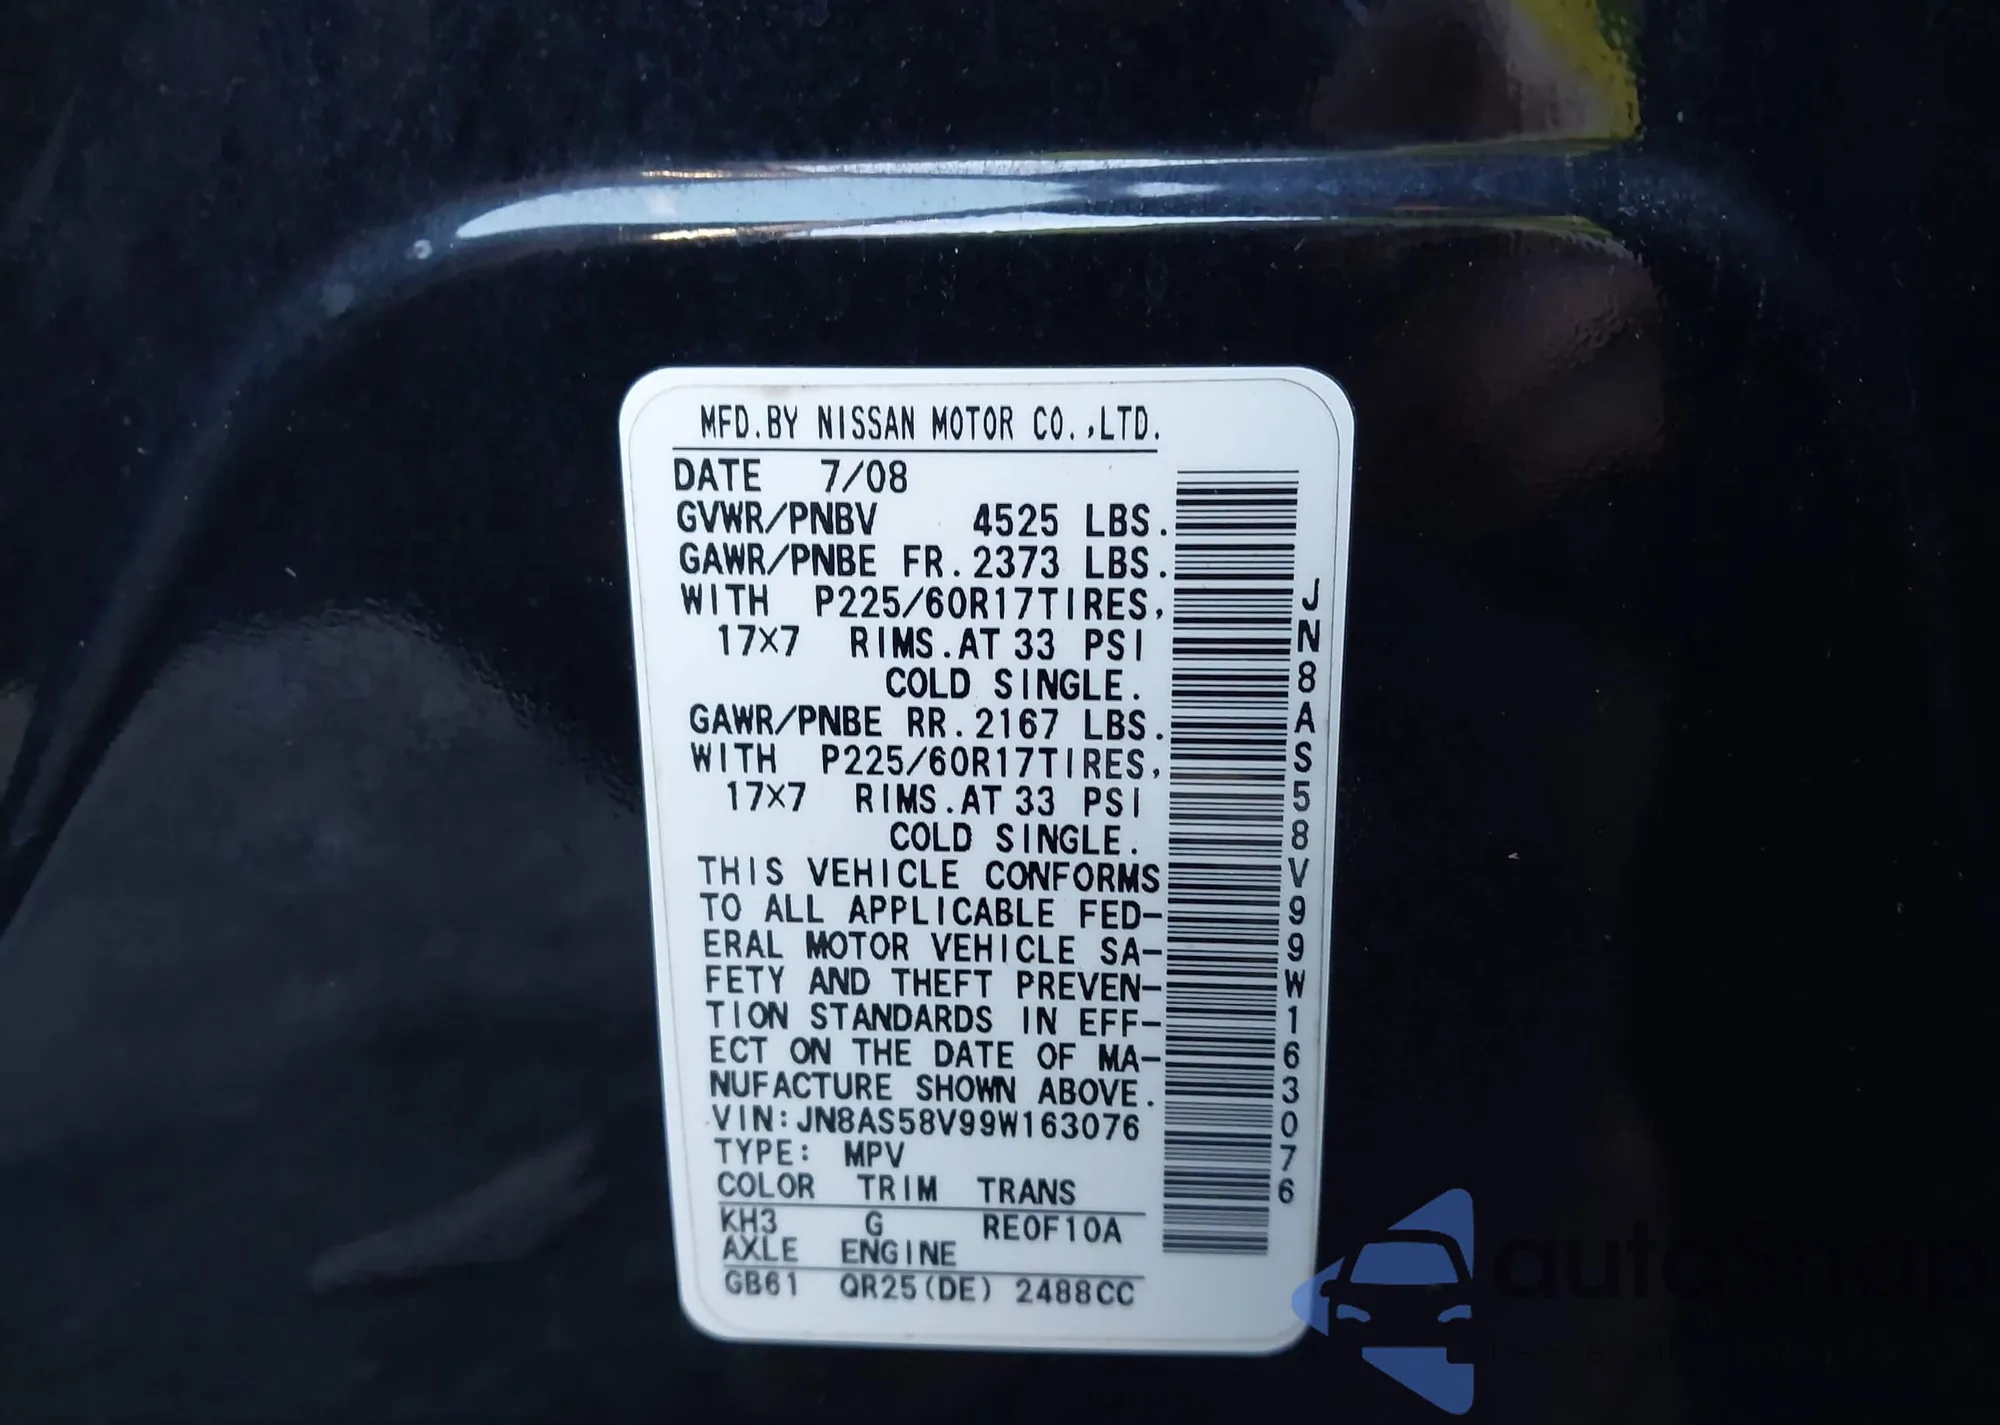 MFD.BY NISSAN MOTOR CO.,LTD.
DATE 7/08
GVWR/PNBV 4525 LBS.
GAWR/PNBE FR.2373 LBS.
WITH P225/60R17TIRES,
17×7 RIMS.AT 33 PSI
COLD SINGLE.
GAWR/PNBE RR.2167 LBS.
WITH P225/60R17TIRES,
17×7 RIMS.AT 33 PSI
COLD SINGLE.
THIS VEHICLE CONFORMS
TO ALL APPLICABLE FED-
ERAL MOTOR VEHICLE SA-
FETY AND THEFT PREVEN-
TION STANDARDS IN EFF-
ECT ON THE DATE OF MA-
NUFACTURE SHOWN ABOVE.
VIN:JN8AS58V99W163076
TYPE: MPV
COLOR TRIM TRANS
KH3 G RE0F10A
AXLE ENGINE
GB61 QR25(DE) 2488CC
JN8AS58V99W163076
autoshop